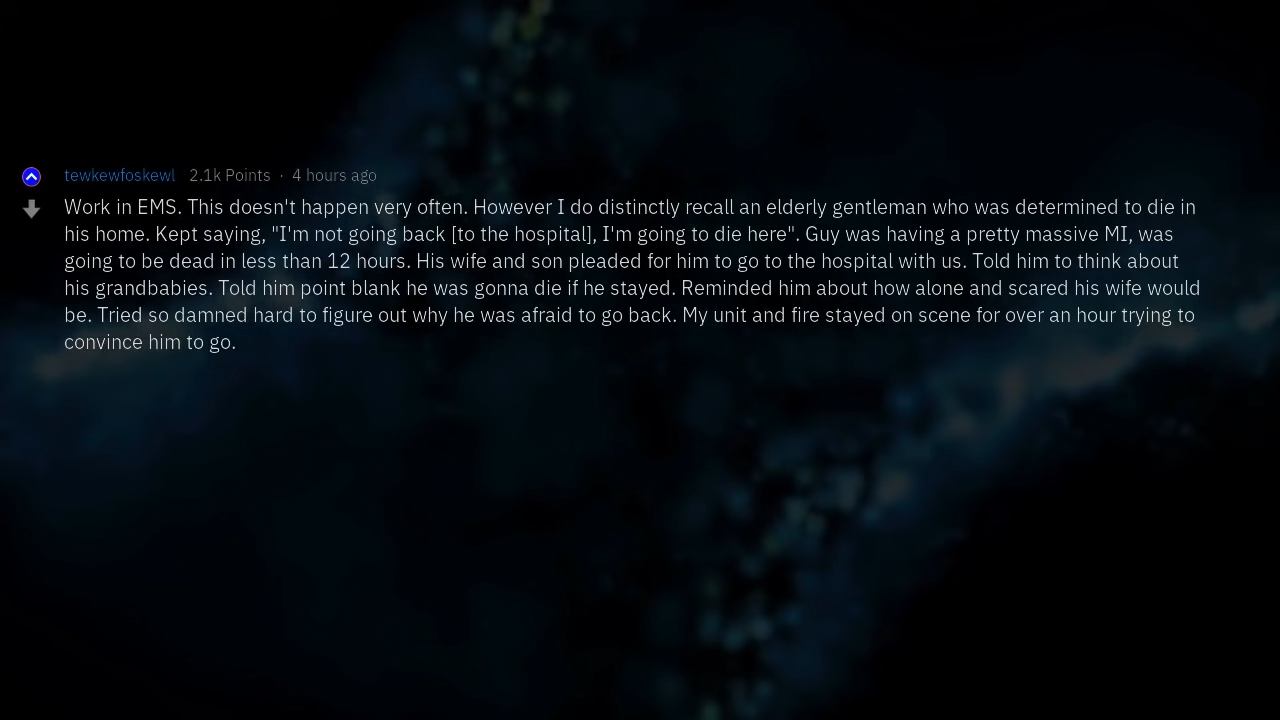 tewkewfoskewl 2.1k Points · 4 hours ago
Work in EMS. This doesn't happen very often. However I do distinctly recall an elderly gentleman who was determined to die in
his home. Kept saying, "I'm not going back [to the hospital], I'm going to die here". Guy was having a pretty massive MI, was
going to be dead in less than 12 hours. His wife and son pleaded for him to go to the hospital with us. Told him to think about
his grandbabies. Told him point blank he was gonna die if he stayed. Reminded him about how alone and scared his wife would
be. Tried so damned hard to figure out why he was afraid to go back. My unit and fire stayed on scene for over an hour trying to
convince him to go.